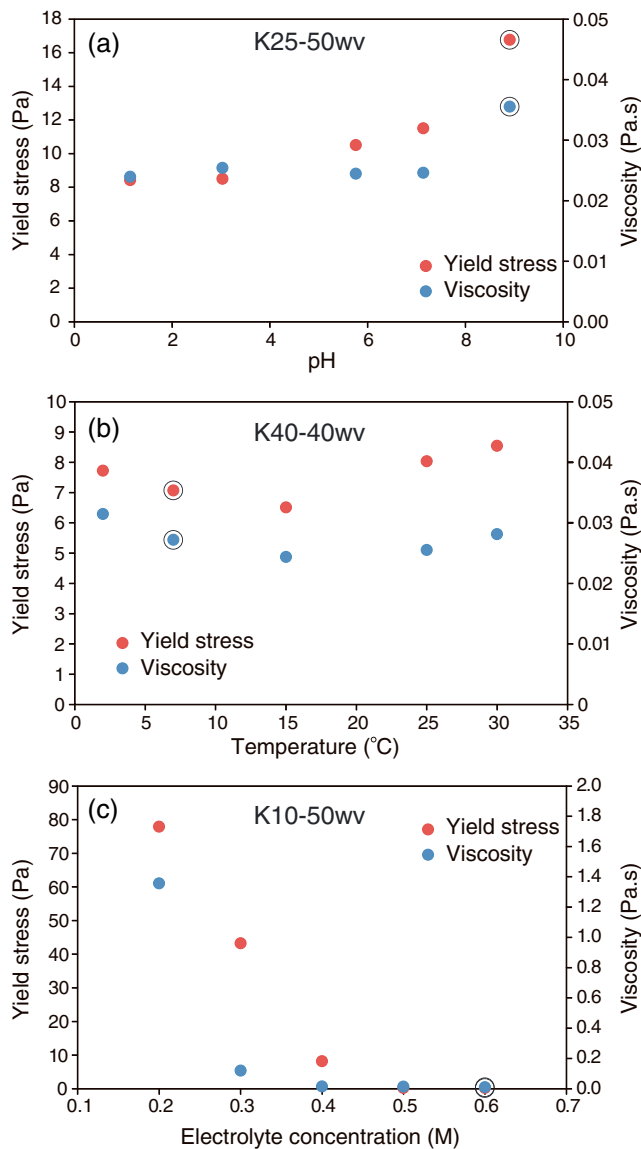 (a)
K25-50wv
Yield stress (Pa)
18
16
14
12
10
8
6
4
2
0
0.05
0.04
0.03
0.02
0.01
0.00
Viscosity (Pa.s)
Yield stress
Viscosity
0 2 4 6 8 10
pH
(b)
K40-40wv
Yield stress (Pa)
10
9
8
7
6
5
4
3
2
1
0
0.05
0.04
0.03
0.02
0.01
0
Viscosity (Pa.s)
Yield stress
Viscosity
0 5 10 15 20 25 30 35
Temperature (°C)
(c)
K10-50wv
Yield stress (Pa)
90
80
70
60
50
40
30
20
10
0
2.0
1.8
1.6
1.4
1.2
1.0
0.8
0.6
0.4
0.2
0.0
Viscosity (Pa.s)
Yield stress
Viscosity
0.1 0.2 0.3 0.4 0.5 0.6 0.7
Electrolyte concentration (M)